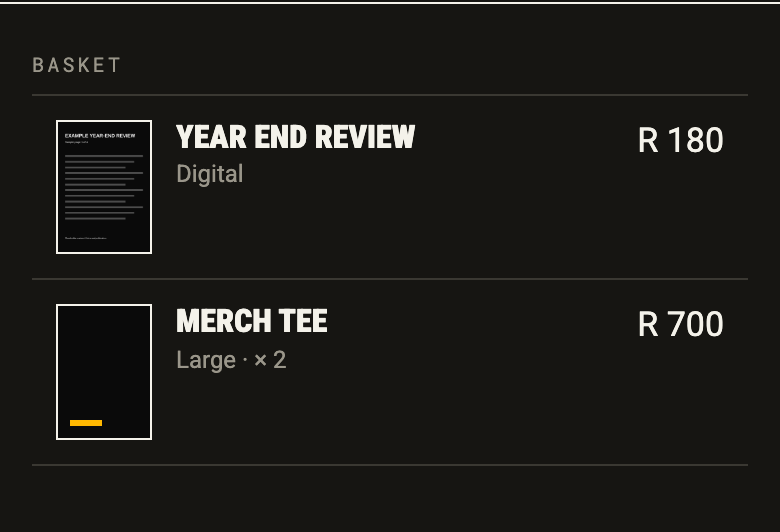 BASKET
EXAMPLE YEAR END REVIEW
YEAR END REVIEW
R 180
Digital
MERCH TEE
R 700
Large · × 2